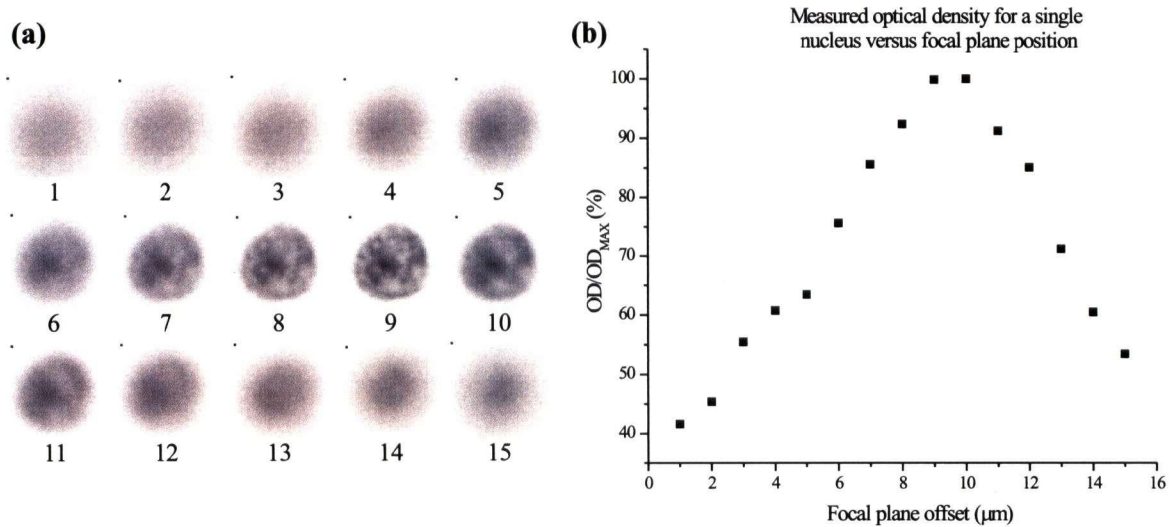 (a)
1 2 3 4 5
6 7 8 9 10
11 12 13 14 15
(b)
Measured optical density for a single
nucleus versus focal plane position
OD/OD_MAX (%)
100
90
80
70
60
50
40
0 2 4 6 8 10 12 14 16
Focal plane offset (μm)